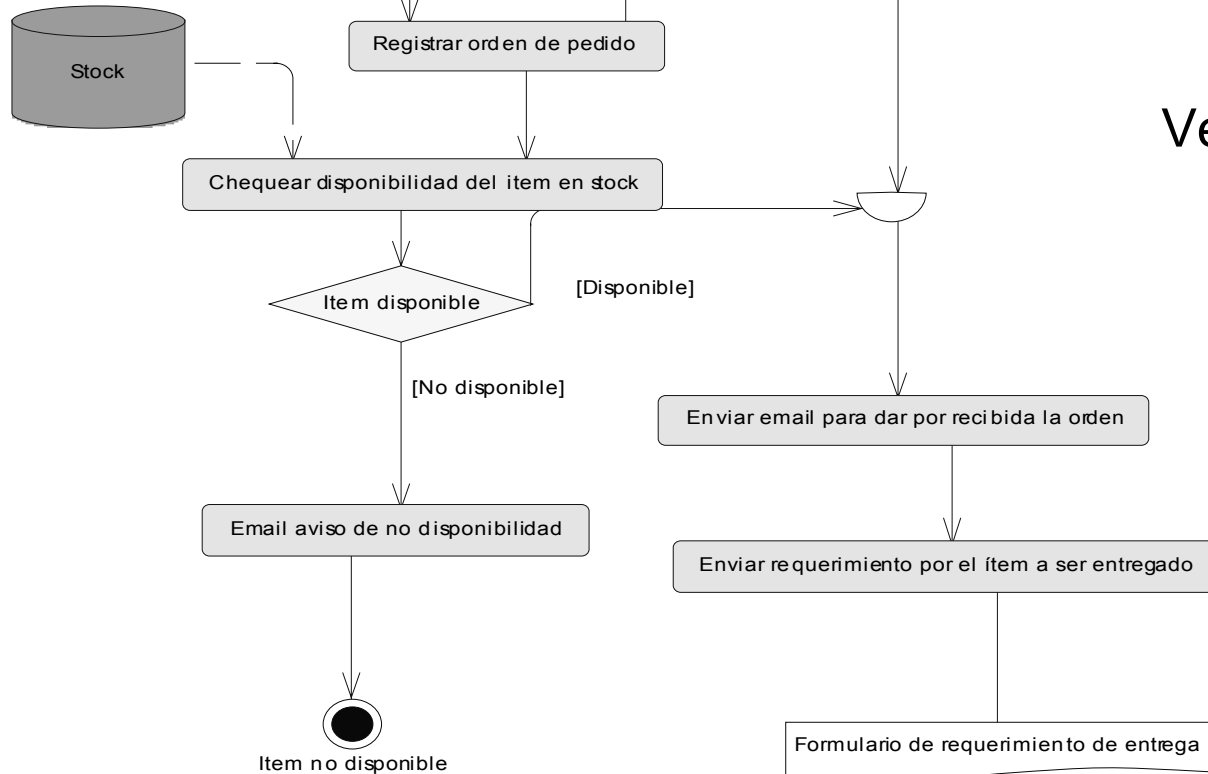 Registrar orden de pedido
Stock
Ve
Chequear disponibilidad del item en stock
Item disponible
[Disponible]
[No disponible]
Enviar email para dar por recibida la orden
Email aviso de no disponibilidad
Enviar requerimiento por el ítem a ser entregado
Formulario de requerimiento de entrega
Item no disponible